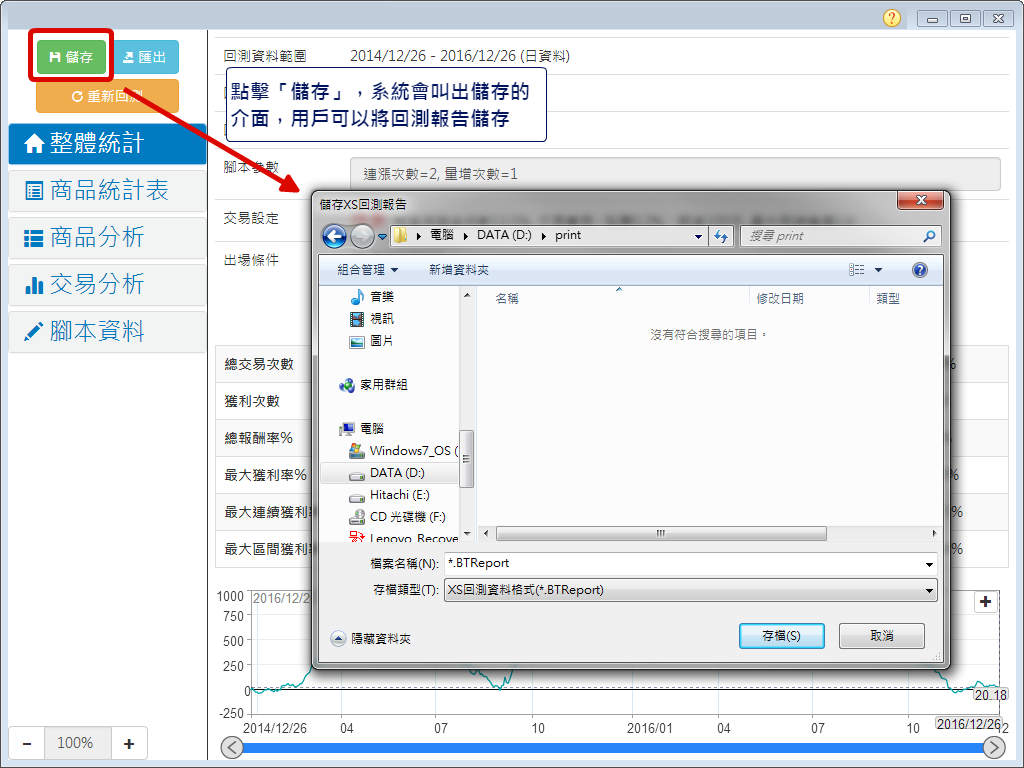 ?
儲存 匯出
重新回測
整體統計
商品統計表
商品分析
交易分析
腳本資料
回測資料範圍 2014/12/26 - 2016/12/26 (日資料)
點擊「儲存」，系統會叫出儲存的
介面，用戶可以將回測報告儲存
腳本參數 連漲次數=2, 量增次數=1
交易設定
出場條件
儲存XS回測報告
電腦 DATA (D:) print
搜尋 print
組合管理 新增資料夾
音樂
視訊
圖片
家用群組
電腦
Windows7_OS (
DATA (D:)
Hitachi (E:)
CD 光碟機 (F:)
Lenovo_Recove
名稱 修改日期 類型
沒有符合搜尋的項目。
檔案名稱(N): *.BTReport
存檔類型(T): XS回測資料格式(*.BTReport)
隱藏資料夾 存檔(S) 取消
總交易次數 %
獲利次數
總報酬率%
最大獲利率% %
最大連續獲利率 %
最大區間獲利率 %
1000
750
500
250
0
-250
2016/12/2
+
20.18
2016/12/26
2014/12/26 04 07 10 2016/01 04 07 10 12
- 100% +